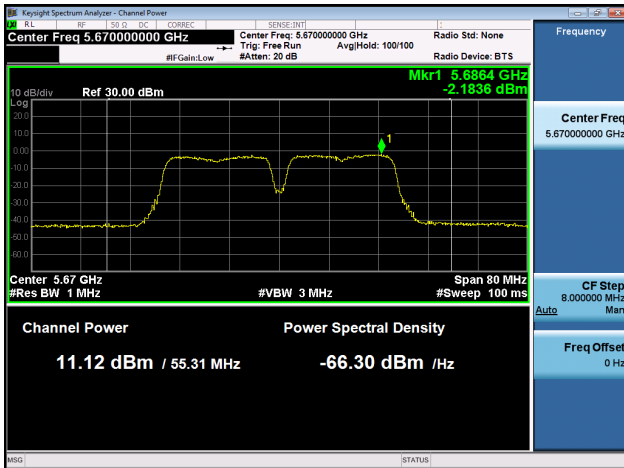 Keysight Spectrum Analyzer - Channel Power
RL RF 50 Ω DC CORREC SENSE:INT
Center Freq 5.670000000 GHz
Center Freq: 5.670000000 GHz
Radio Std: None
Trig: Free Run Avg|Hold: 100/100
#IFGain:Low
#Atten: 20 dB
Radio Device: BTS
Mkr1 5.6864 GHz
-2.1836 dBm
10 dB/div Ref 30.00 dBm
Log
20.0
10.0
0.00
-10.0
-20.0
-30.0
-40.0
-50.0
-60.0
1
Center 5.67 GHz
Span 80 MHz
#Res BW 1 MHz
#VBW 3 MHz
#Sweep 100 ms
Channel Power
Power Spectral Density
11.12 dBm / 55.31 MHz
-66.30 dBm /Hz
Frequency
Center Freq
5.670000000 GHz
CF Step
8.000000 MHz
Auto Man
Freq Offset
0 Hz
MSG
STATUS